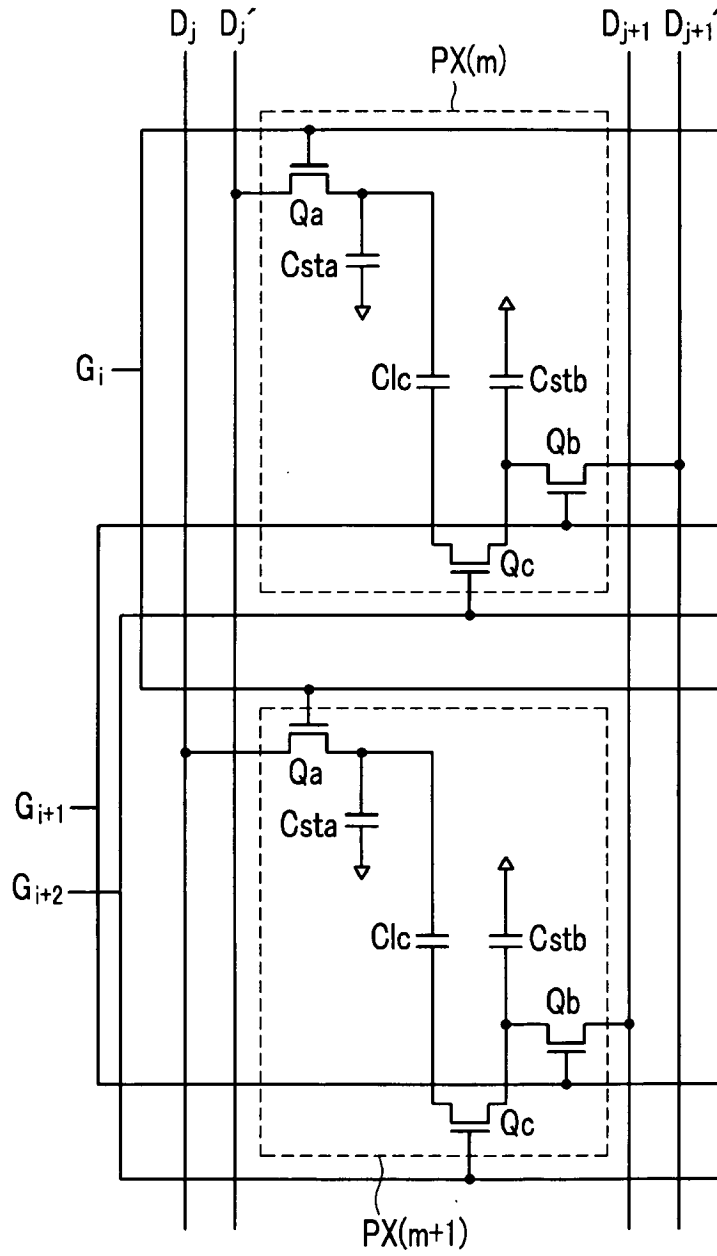 Dj Dj′ Dj+1 Dj+1′
PX(m)
Qa
Csta
Gi
Clc
Cstb
Qb
Qc
Qa
Gi+1
Csta
Gi+2
Clc
Cstb
Qb
Qc
PX(m+1)